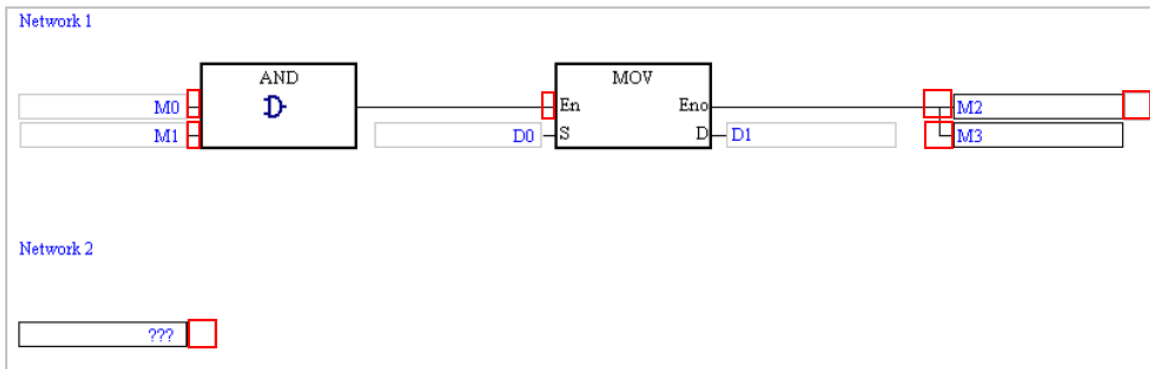 Network 1
AND MOV
M0 En Eno M2
M1 D0 S D D1 M3
Network 2
???